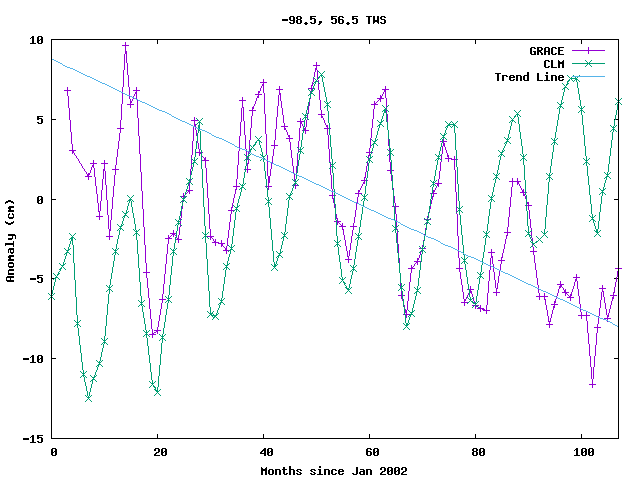 -98.5, 56.5 TWS
GRACE
CLM
Trend Line
10
5
0
-5
-10
-15
Anomaly (cm)
0 20 40 60 80 100
Months since Jan 2002